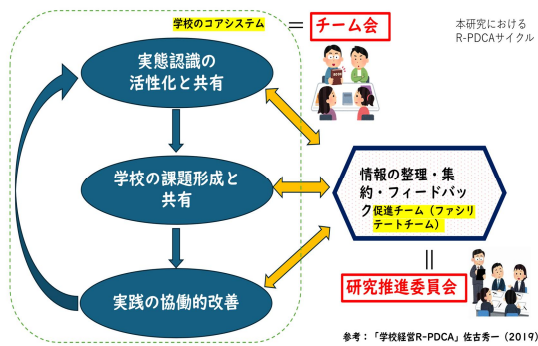 学校のコアシステム
＝
チーム会
本研究における
R-PDCAサイクル
実態認識の
活性化と共有
学校の課題形成と
共有
実践の協働的改善
情報の整理・集
約・フィードバッ
ク促進チーム（ファシリ
テートチーム）
＝
研究推進委員会
参考：「学校経営R-PDCA」佐古秀一（2019）